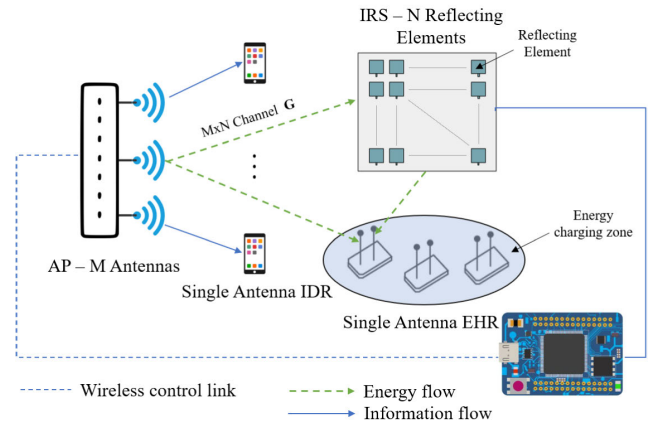 IRS – N Reflecting
Elements
Reflecting
Element
MxN Channel G
AP – M Antennas
Single Antenna IDR
Energy
charging zone
Single Antenna EHR
Wireless control link
Energy flow
Information flow